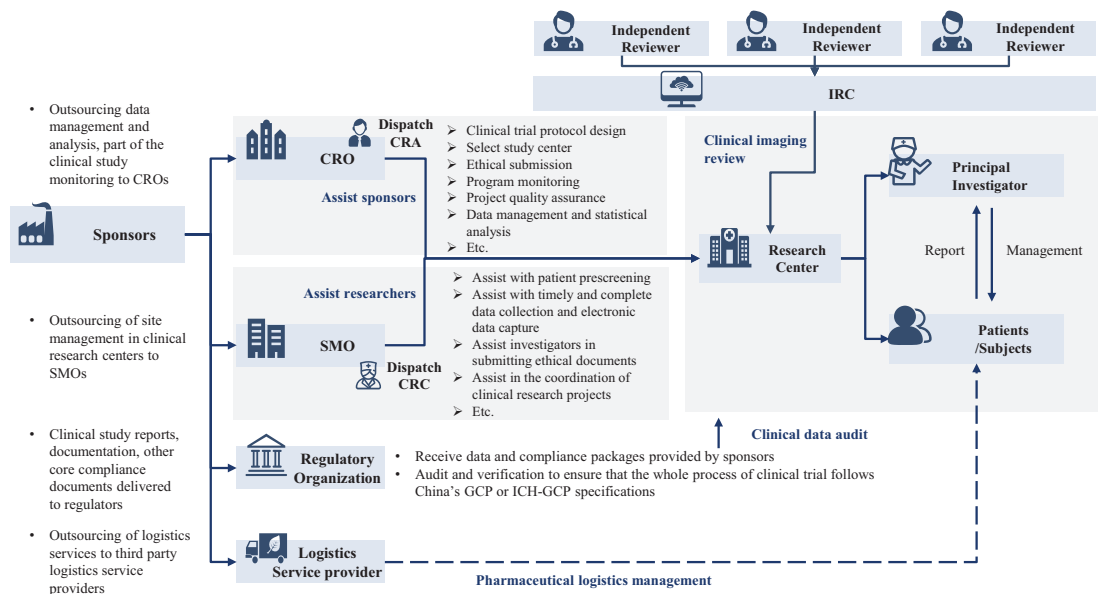 Independent
Reviewer
Independent
Reviewer
Independent
Reviewer
IRC
• Outsourcing data
management and
analysis, part of the
clinical study
monitoring to CROs
Sponsors
• Outsourcing of site
management in clinical
research centers to
SMOs
• Clinical study reports,
documentation, other
core compliance
documents delivered
to regulators
• Outsourcing of logistics
services to third party
logistics service
providers
Dispatch
CRA
CRO
Assist sponsors
➢ Clinical trial protocol design
➢ Select study center
➢ Ethical submission
➢ Program monitoring
➢ Project quality assurance
➢ Data management and statistical
analysis
➢ Etc.
Assist researchers
SMO
Dispatch
CRC
➢ Assist with patient prescreening
➢ Assist with timely and complete
data collection and electronic
data capture
➢ Assist investigators in
submitting ethical documents
➢ Assist in the coordination of
clinical research projects
➢ Etc.
Clinical imaging
review
Research
Center
Principal
Investigator
Report
Management
Patients
/Subjects
Clinical data audit
Regulatory
Organization
• Receive data and compliance packages provided by sponsors
• Audit and verification to ensure that the whole process of clinical trial follows
China’s GCP or ICH-GCP specifications
Logistics
Service provider
Pharmaceutical logistics management